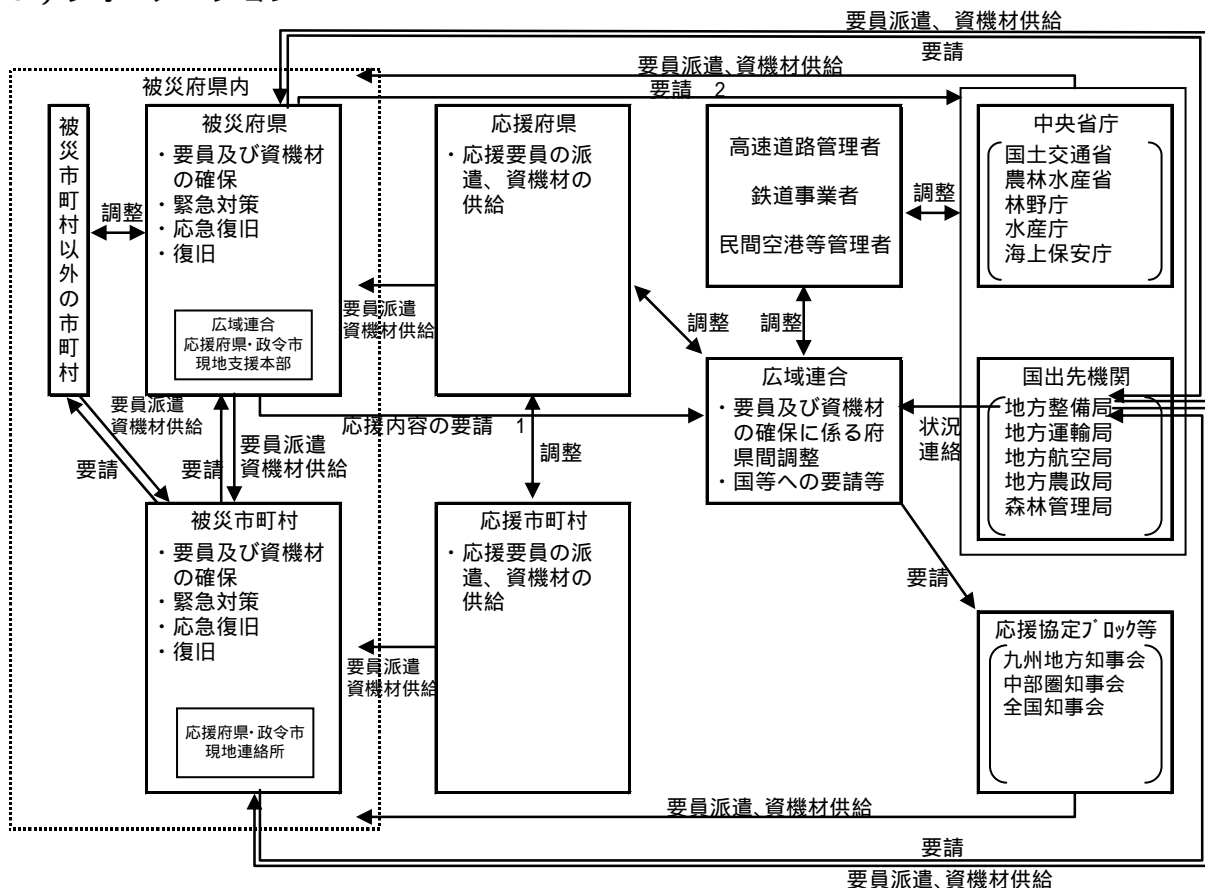 要員派遣、資機材供給
要請
要員派遣、資機材供給
要請 2
被災府県内
被災市町村以外の市町村
調整
被災府県
・要員及び資機材
の確保
・緊急対策
・応急復旧
・復旧
広域連合
応援府県・政令市
現地支援本部
要員派遣
資機材供給
応援府県
・応援要員の派
遣、資機材の
供給
高速道路管理者
鉄道事業者
民間空港等管理者
調整
中央省庁
国土交通省
農林水産省
林野庁
水産庁
海上保安庁
調整
調整
広域連合
・要員及び資機材
の確保に係る府
県間調整
・国等への要請等
状況
連絡
国出先機関
地方整備局
地方運輸局
地方航空局
地方農政局
森林管理局
要員派遣
資機材供給
要請
要請
要員派遣
資機材供給
応援内容の要請 1
調整
被災市町村
・要員及び資機材
の確保
・緊急対策
・応急復旧
・復旧
応援府県・政令市
現地連絡所
要員派遣
資機材供給
応援市町村
・応援要員の派
遣、資機材の
供給
要請
応援協定ブロック等
九州地方知事会
中部圏知事会
全国知事会
要員派遣、資機材供給
要請
要員派遣、資機材供給